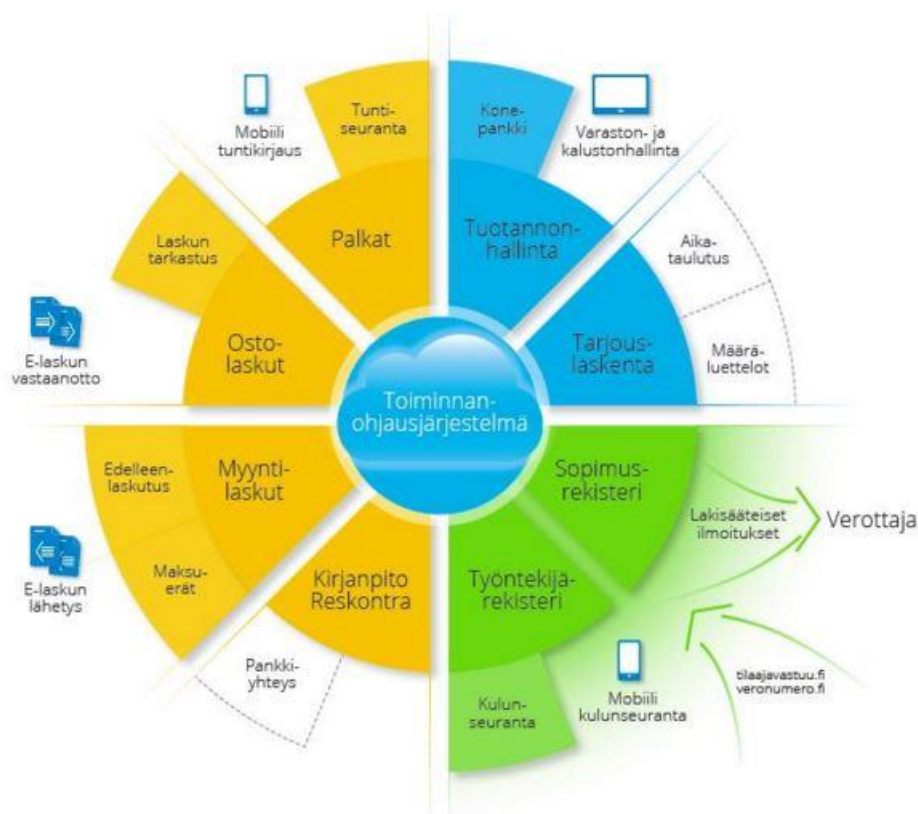 Mobiili
tuntikirjaus
Tunti-
seuranta
Kone-
pankki
Varaston- ja
kalustonhallinta
Laskun
tarkastus
Palkat
Tuotannon-
hallinta
Aika-
taulutus
E-laskun
vastaanotto
Osto-
laskut
Tarjous-
laskenta
Määrä-
luettelot
Toiminnan-
ohjausjärjestelmä
Edelleen-
laskutus
Myynti-
laskut
Sopimus-
rekisteri
Lakisääteiset
ilmoitukset
Verottaja
E-laskun
lähetys
Maksu-
erät
Kirjanpito
Reskontra
Työntekijä-
rekisteri
Pankki-
yhteys
Kulun-
seuranta
Mobiili
kulunseuranta
tilaajavastuu.fi
veronumero.fi